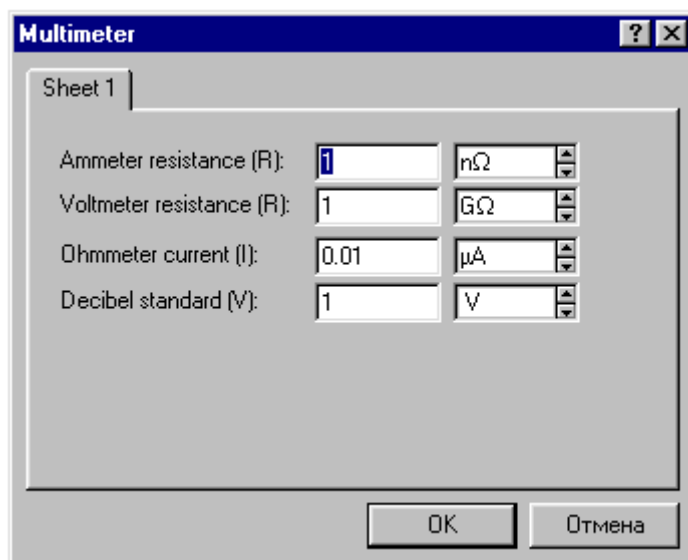 Multimeter
Sheet 1
Ammeter resistance (R): 1 nΩ
Voltmeter resistance (R): 1 GΩ
Ohmmeter current (I): 0.01 µA
Decibel standard (V): 1 V
OK Отмена